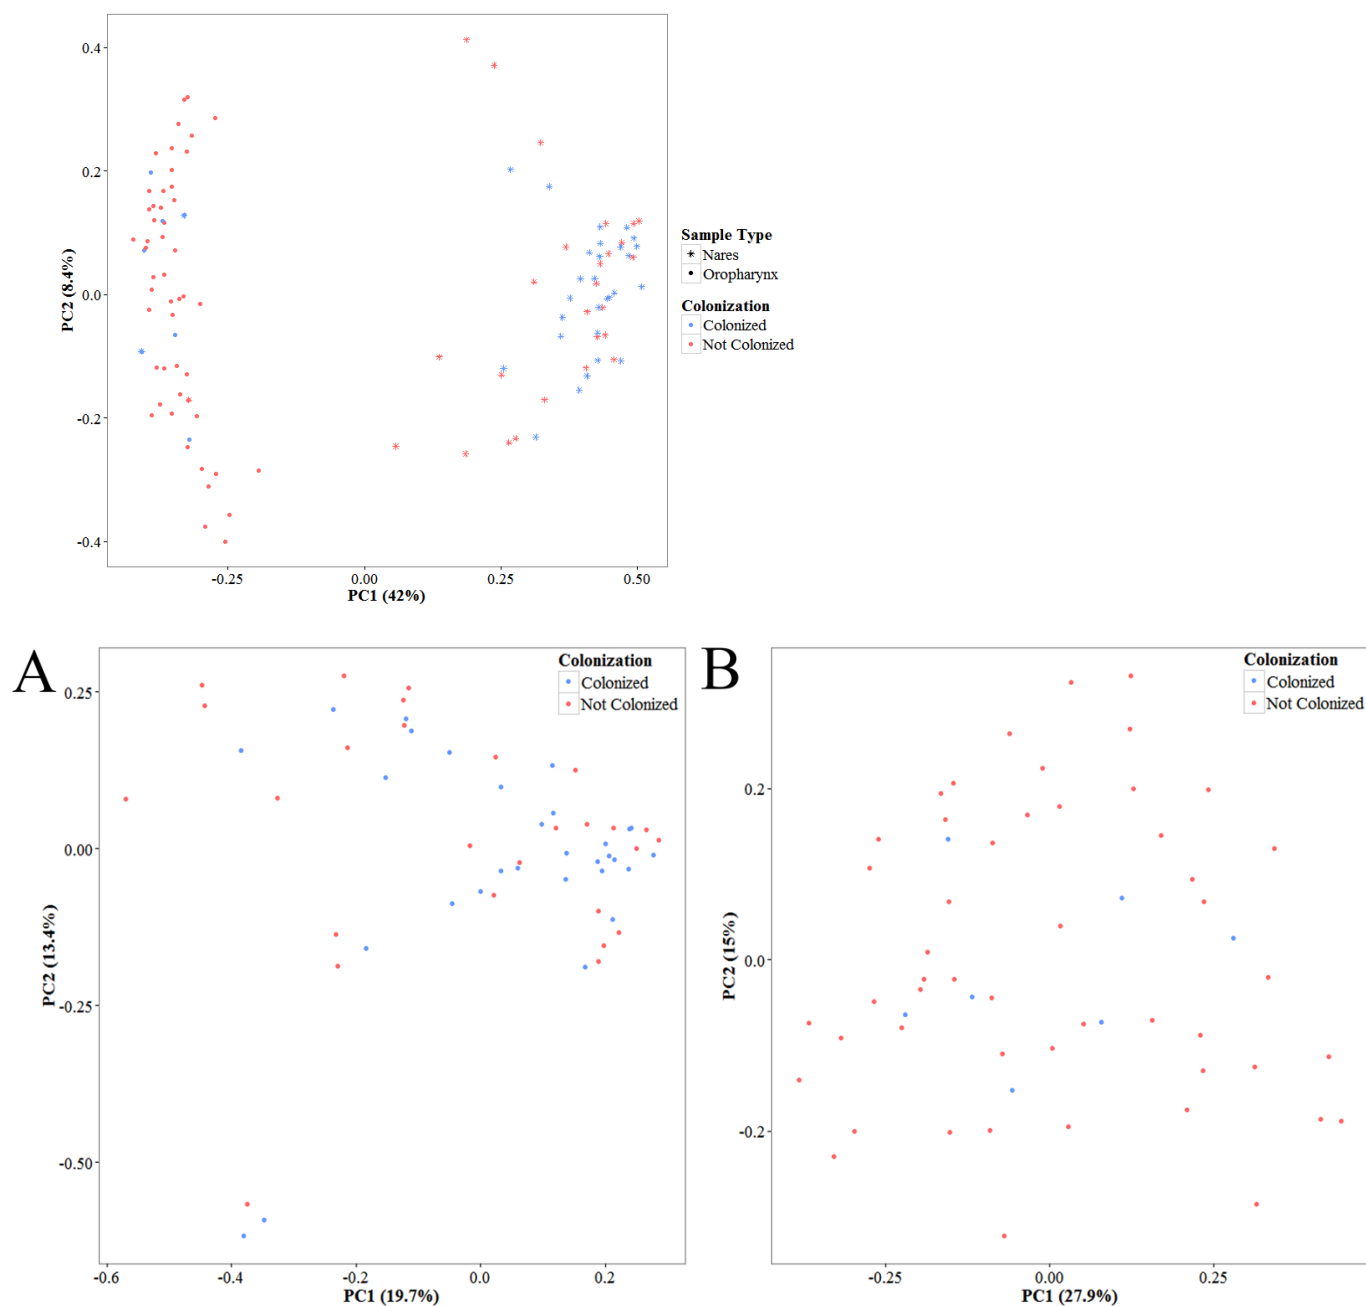 0.4
0.2
0.0
-0.2
-0.4
PC2 (8.4%)
-0.25
0.00
0.25
0.50
PC1 (42%)
Sample Type
Nares
Oropharynx
Colonization
Colonized
Not Colonized
A
0.25
0.00
-0.25
-0.50
PC2 (13.4%)
-0.6
-0.4
-0.2
0.0
0.2
PC1 (19.7%)
Colonization
Colonized
Not Colonized
B
0.2
0.0
-0.2
PC2 (15%)
-0.25
0.00
0.25
PC1 (27.9%)
Colonization
Colonized
Not Colonized